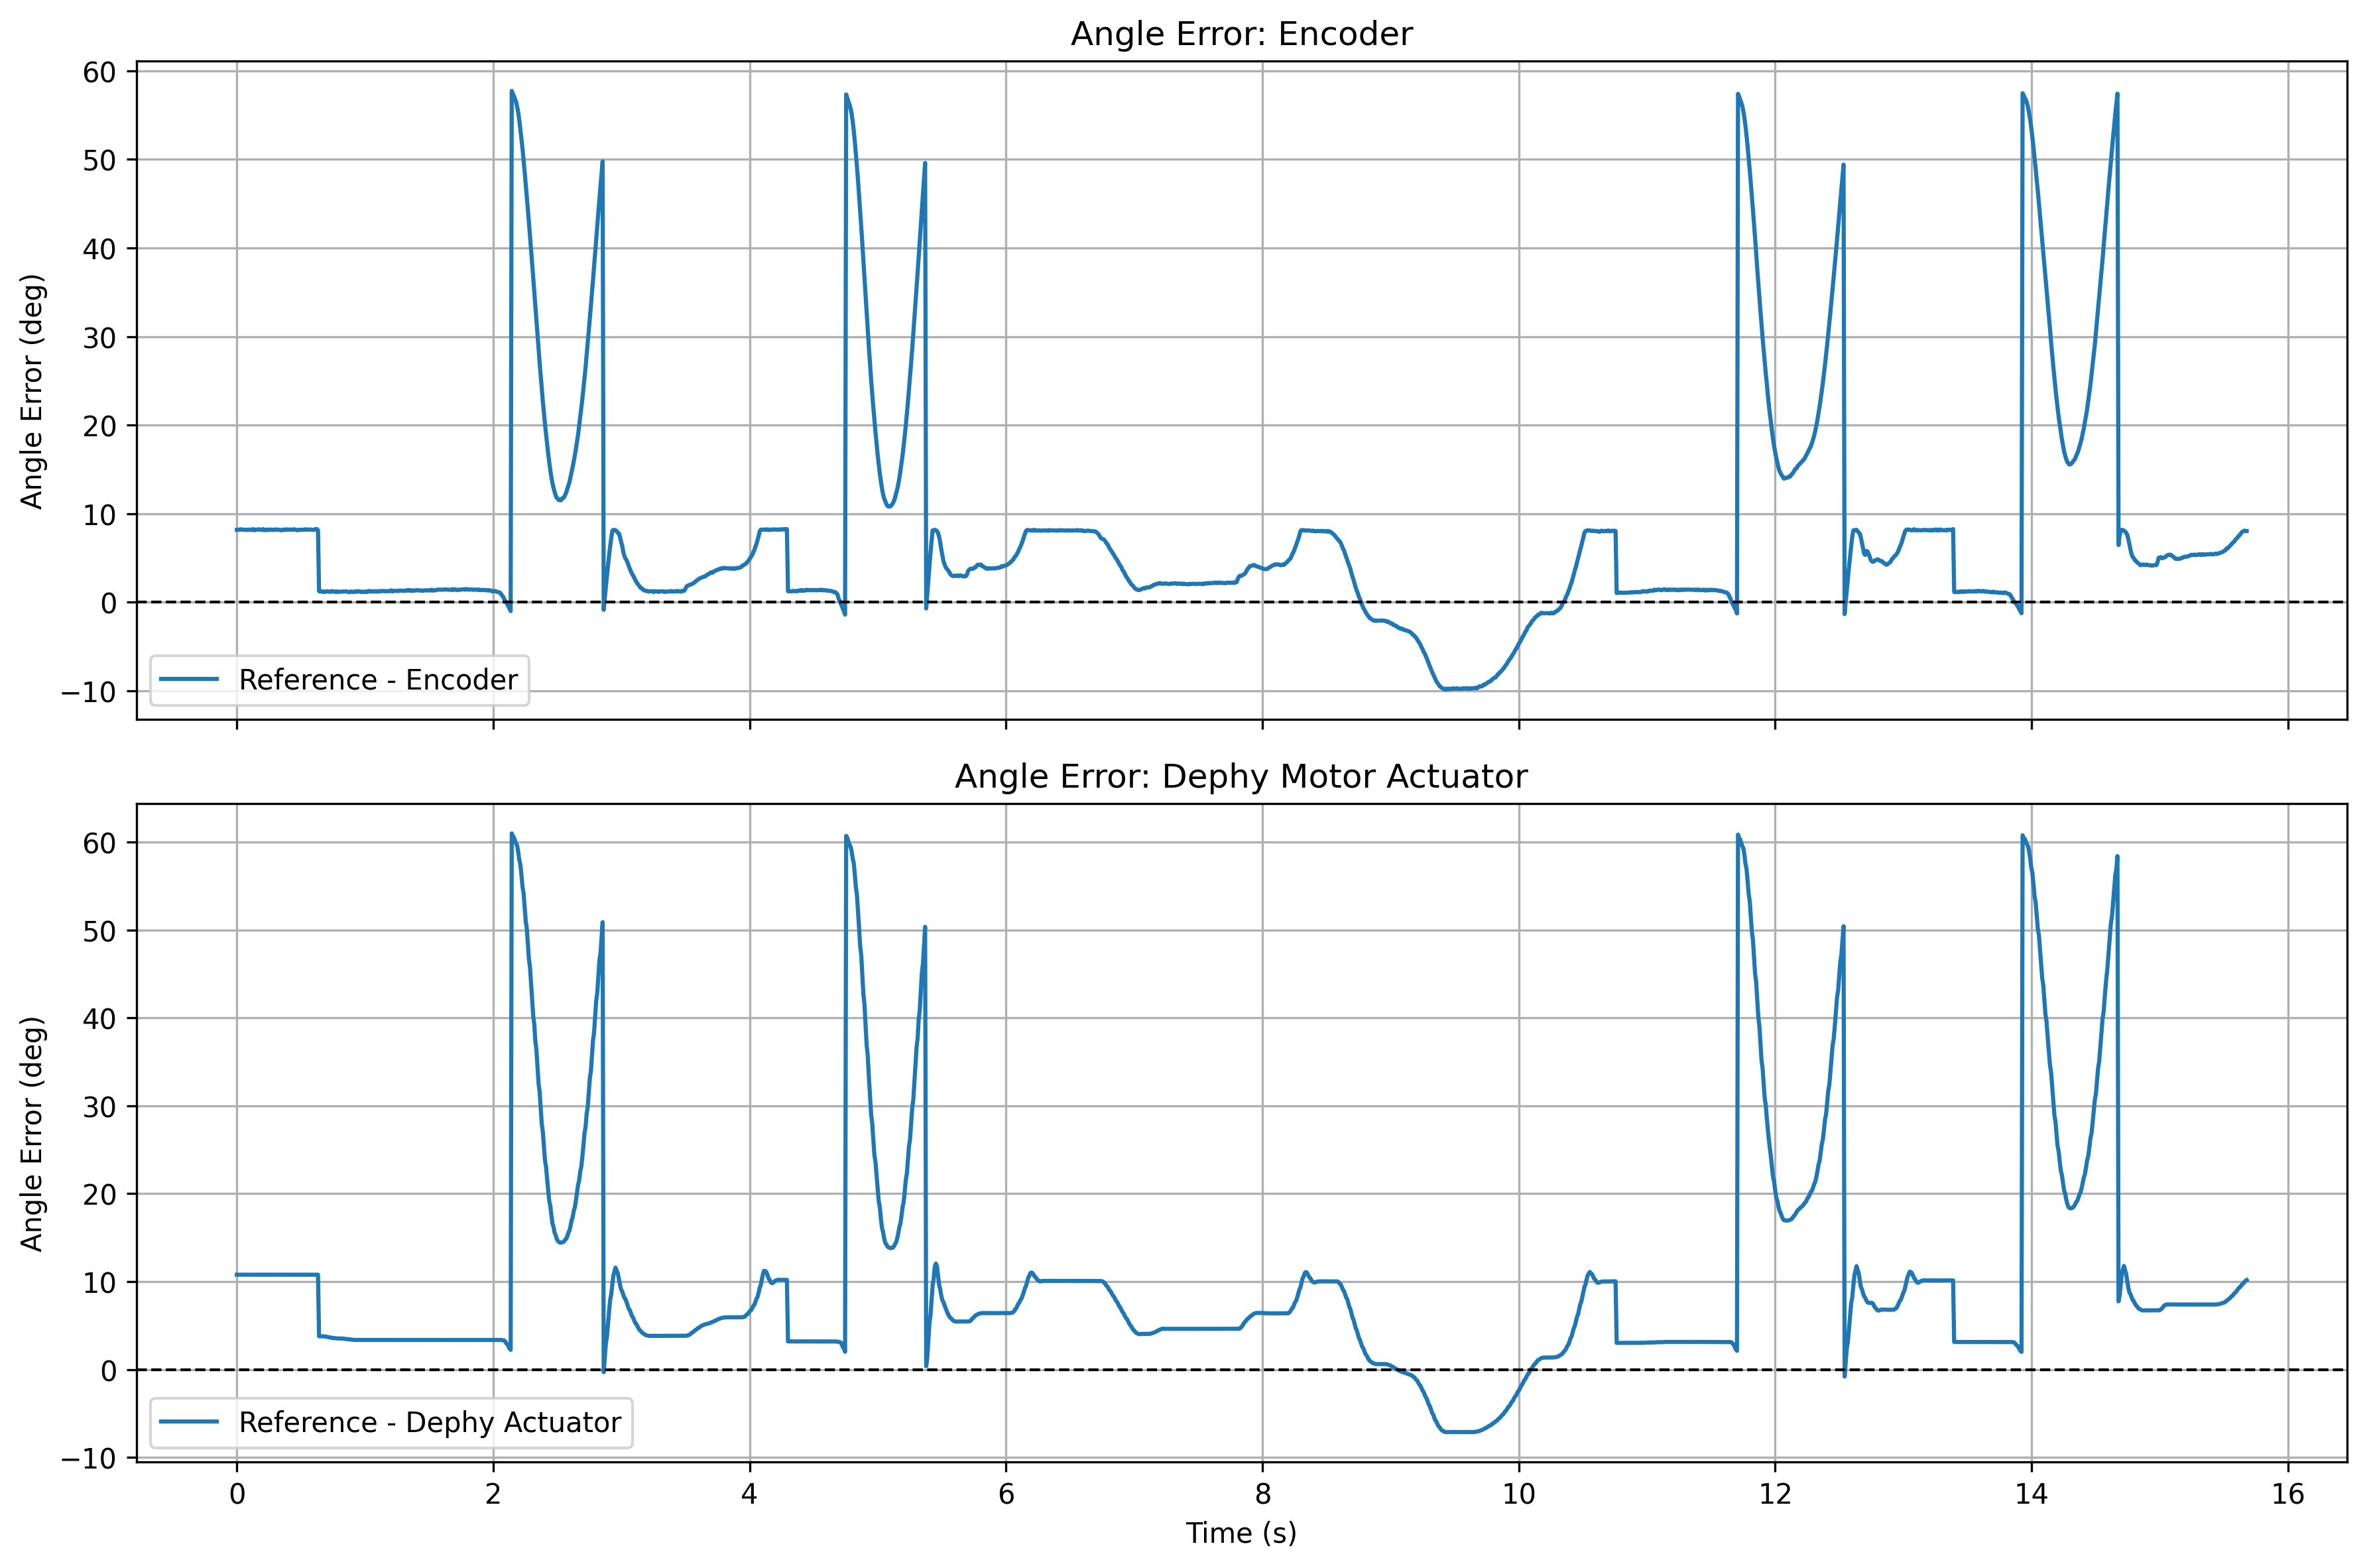 Angle Error: Encoder
60
50
40
30
20
10
0
−10
Angle Error (deg)
Reference - Encoder
Angle Error: Dephy Motor Actuator
60
50
40
30
20
10
0
−10
Angle Error (deg)
Reference - Dephy Actuator
0 2 4 6 8 10 12 14 16
Time (s)